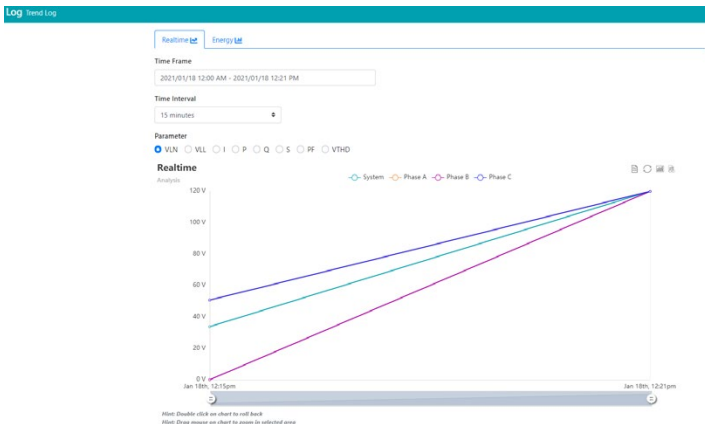 Log Trend Log
Realtime Energy
Time Frame
2021/01/18 12:00 AM - 2021/01/18 12:21 PM
Time Interval
15 minutes
Parameter
VLN VLL I P Q S PF VTHD
Realtime
Analysis
System Phase A Phase B Phase C
120 V
100 V
80 V
60 V
40 V
20 V
0 V
Jan 18th, 12:15pm Jan 18th, 12:21pm
Hint: Double click on chart to roll back
Hint: Drag mouse on chart to zoom in selected area